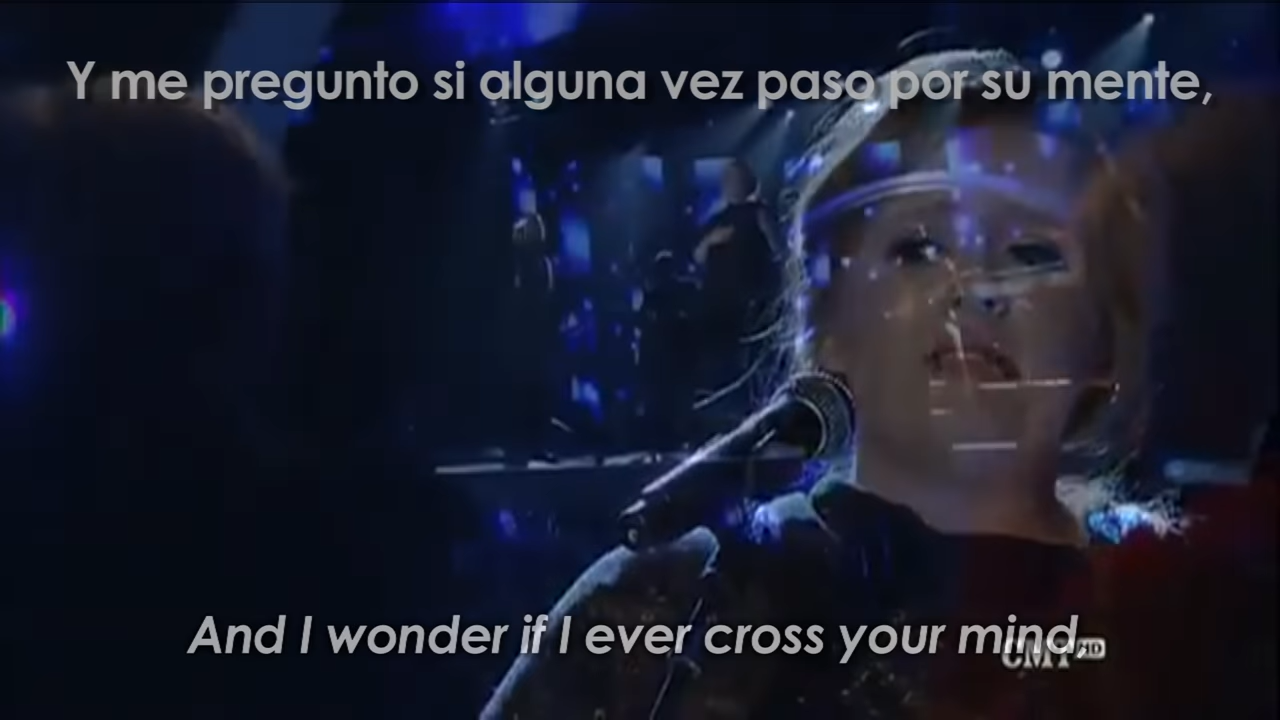 Y me pregunto si alguna vez paso por su mente,
And I wonder if I ever cross your mind,
CMT HD